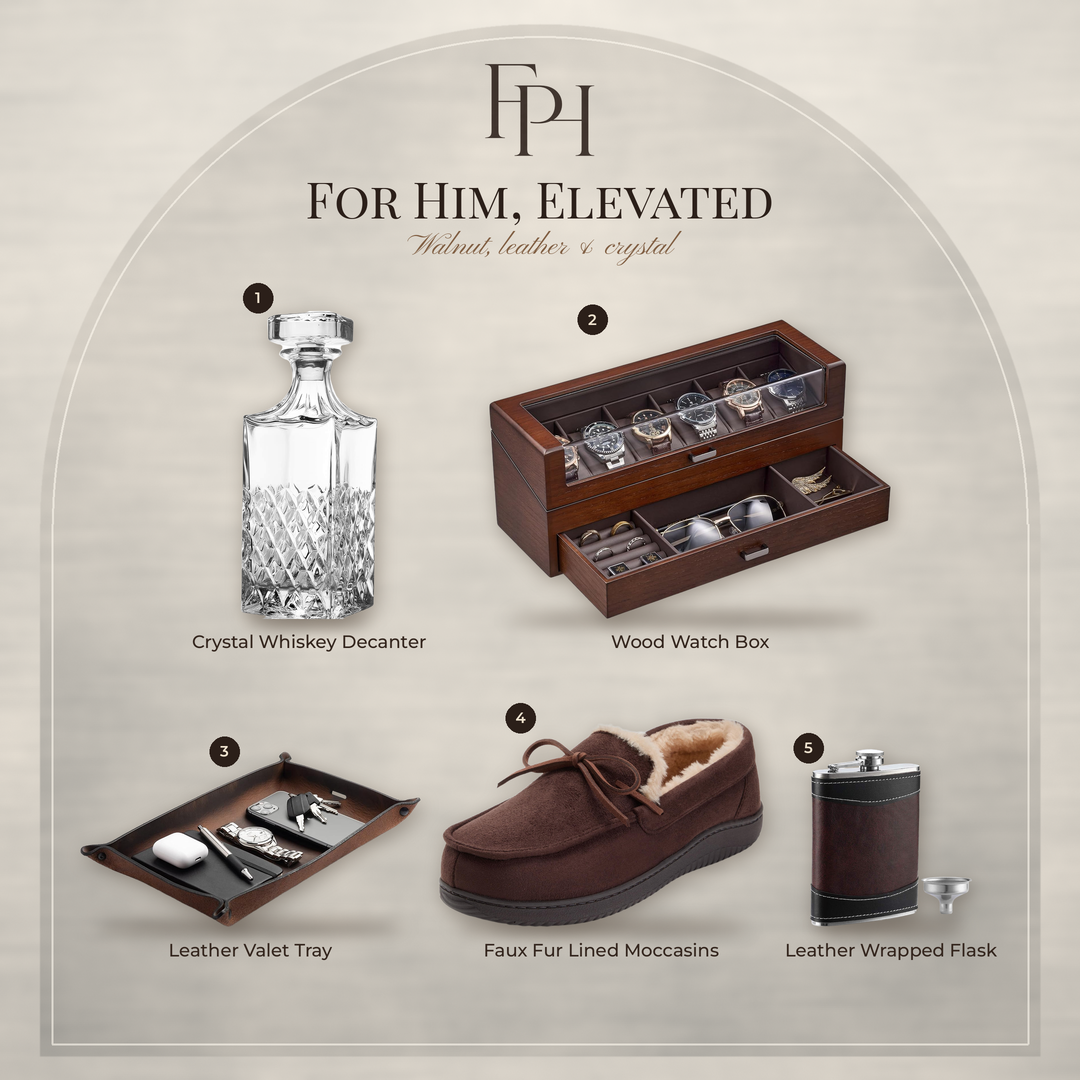 FPH
For Him, Elevated
Walnut, leather & crystal
1
2
Crystal Whiskey Decanter
Wood Watch Box
3
4
5
Leather Valet Tray
Faux Fur Lined Moccasins
Leather Wrapped Flask